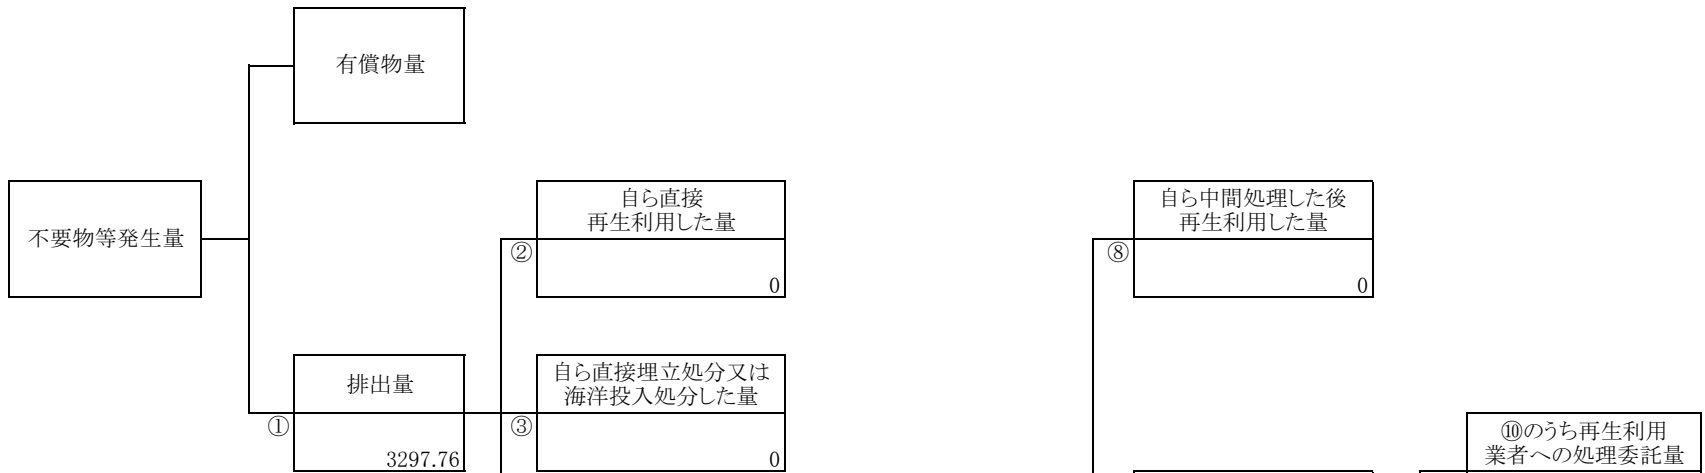 有償物量
不要物等発生量
自ら直接
再生利用した量
②
0
自ら中間処理した後
再生利用した量
⑧
0
排出量
①
3297.76
自ら直接埋立処分又は
海洋投入処分した量
③
0
⑩のうち再生利用
業者への処理委託量